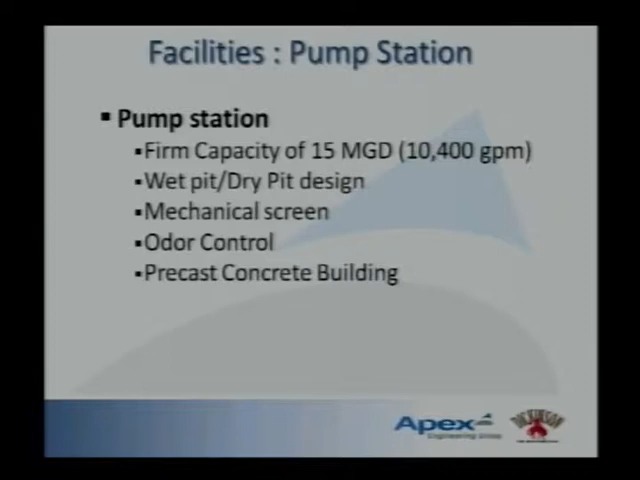 Facilities : Pump Station
▪ Pump station
▪Firm Capacity of 15 MGD (10,400 gpm)
▪Wet pit/Dry Pit design
▪Mechanical screen
▪Odor Control
▪Precast Concrete Building
Apex
Engineering Group
DICKINSON